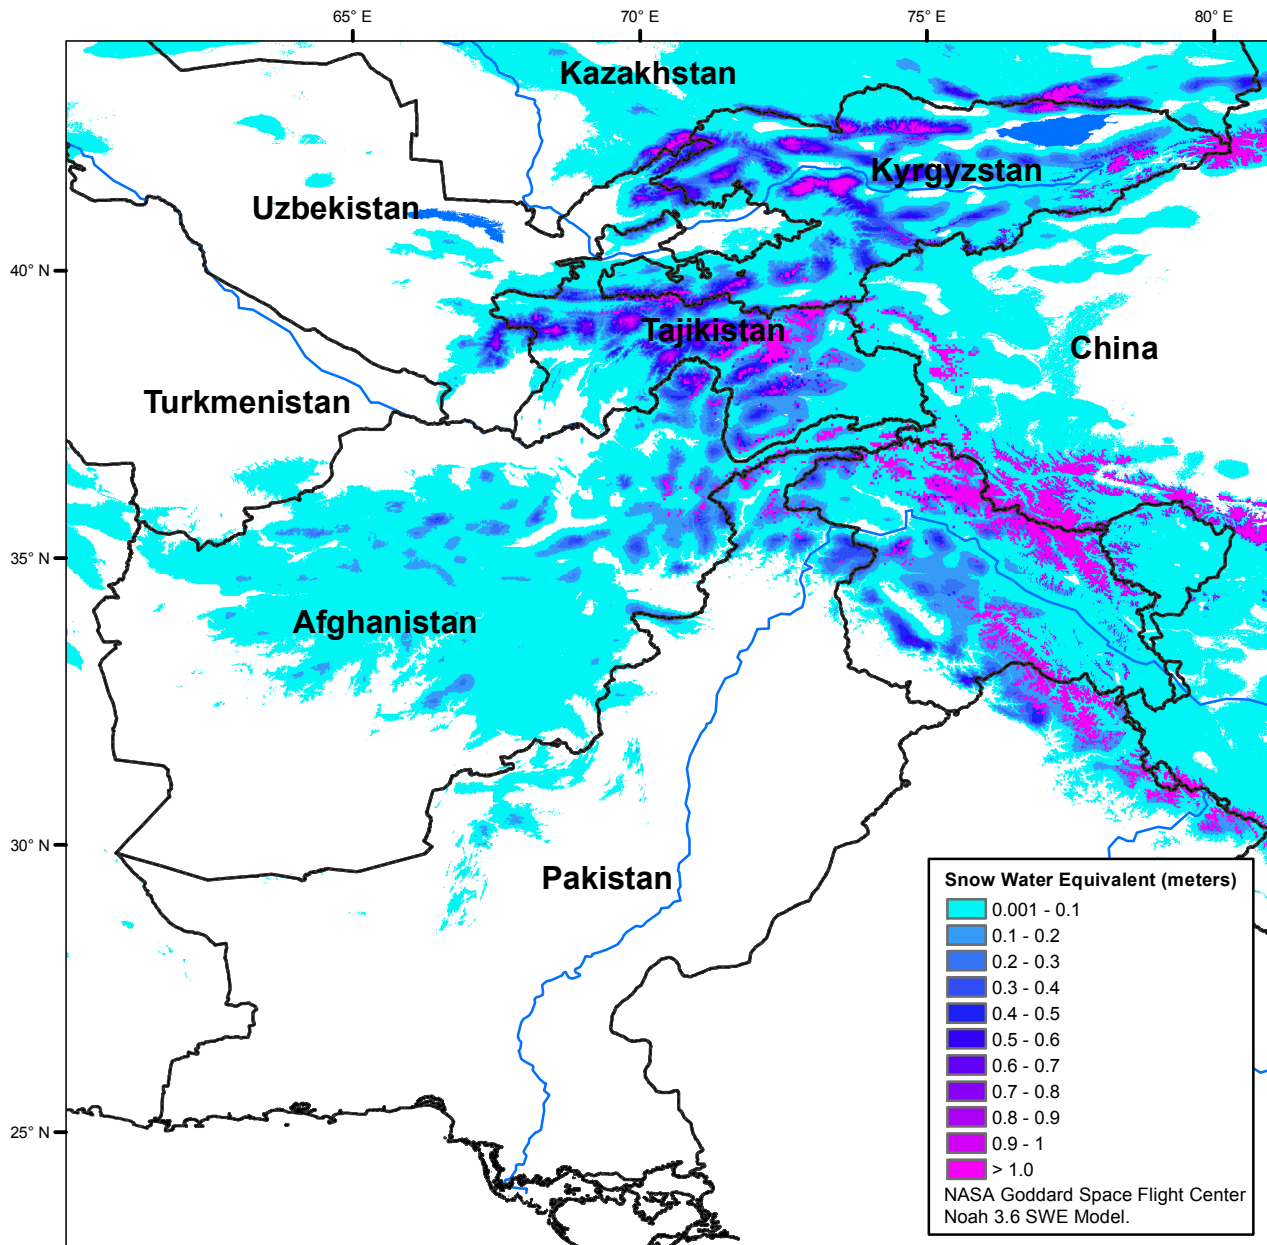 65° E
70° E
75° E
80° E
Kazakhstan
Kyrgyzstan
Uzbekistan
40° N
Tajikistan
China
Turkmenistan
35° N
Afghanistan
30° N
Pakistan
25° N
Snow Water Equivalent (meters)
0.001 - 0.1
0.1 - 0.2
0.2 - 0.3
0.3 - 0.4
0.4 - 0.5
0.5 - 0.6
0.6 - 0.7
0.7 - 0.8
0.8 - 0.9
0.9 - 1
> 1.0
NASA Goddard Space Flight Center
Noah 3.6 SWE Model.